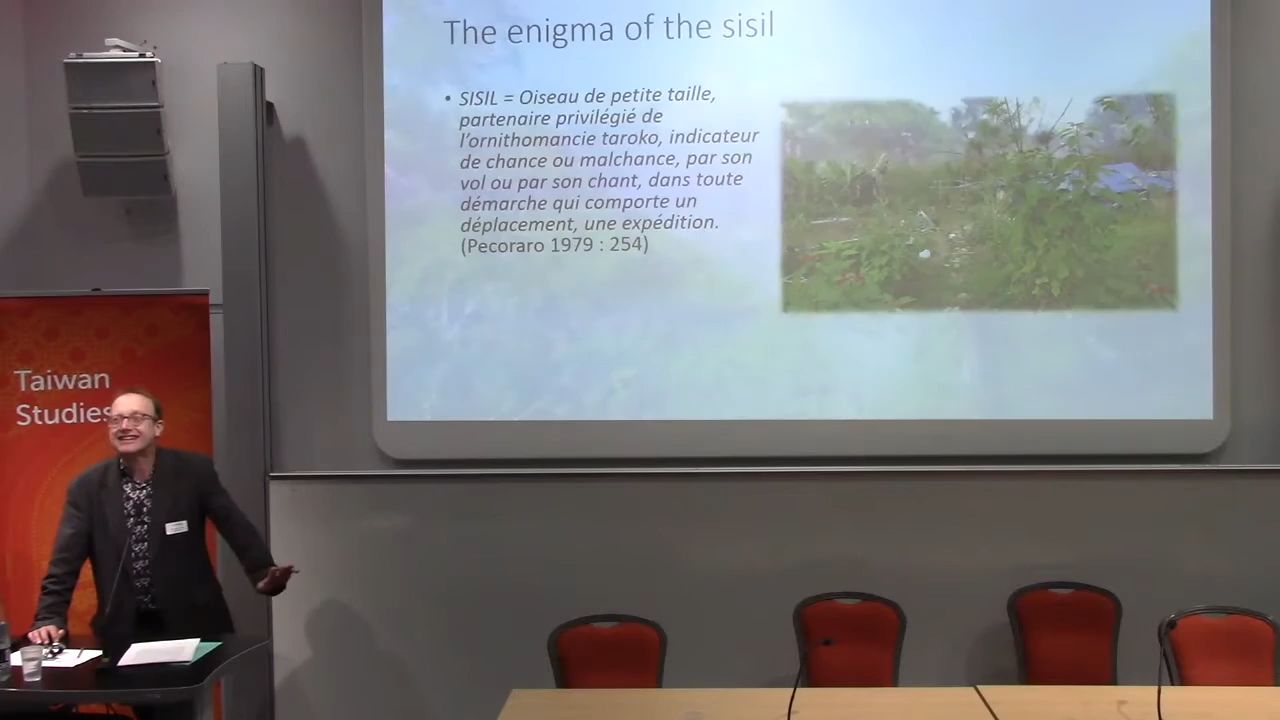 The enigma of the sisil
• SISIL = Oiseau de petite taille,
partenaire privilégié de
l'ornithomancie taroko, indicateur
de chance ou malchance, par son
vol ou par son chant, dans toute
démarche qui comporte un
déplacement, une expédition.
(Pecoraro 1979 : 254)
Taiwan
Studies